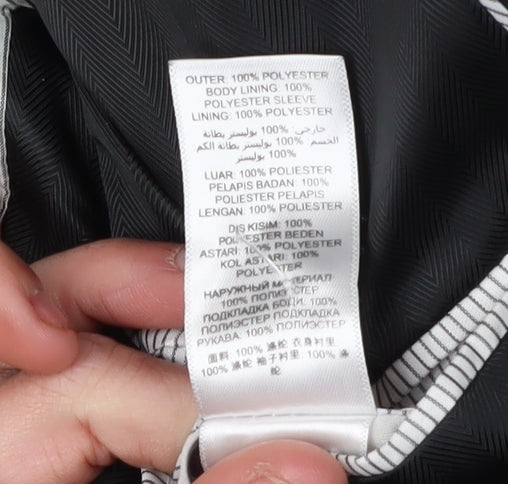 OUTER: 100% POLYESTER
BODY LINING: 100%
POLYESTER SLEEVE
LINING: 100% POLYESTER
خارجي 100% بوليستر بطانة
الجسم 100% بوليستر بطانة الكم
100% بوليستر
LUAR: 100% POLIESTER
PELAPIS BADAN: 100%
POLIESTER PELAPIS
LENGAN: 100% POLIESTER
DIŞ KISIM: 100%
POLYESTER BEDEN
ASTARI: 100% POLYESTER
KOL ASTARI: 100%
POLYESTER
НАРУЖНЫЙ МАТЕРИАЛ
100% ПОЛИЭСТЕР
ПОДКЛАДКА 100%
ПОЛИЭСТЕР ПОДКЛАДКА
РУКАВА: 100% ПОЛИЭСТЕР
面料: 100% 涤纶 衣身衬里
100% 涤纶 袖子衬里: 100% 涤
纶